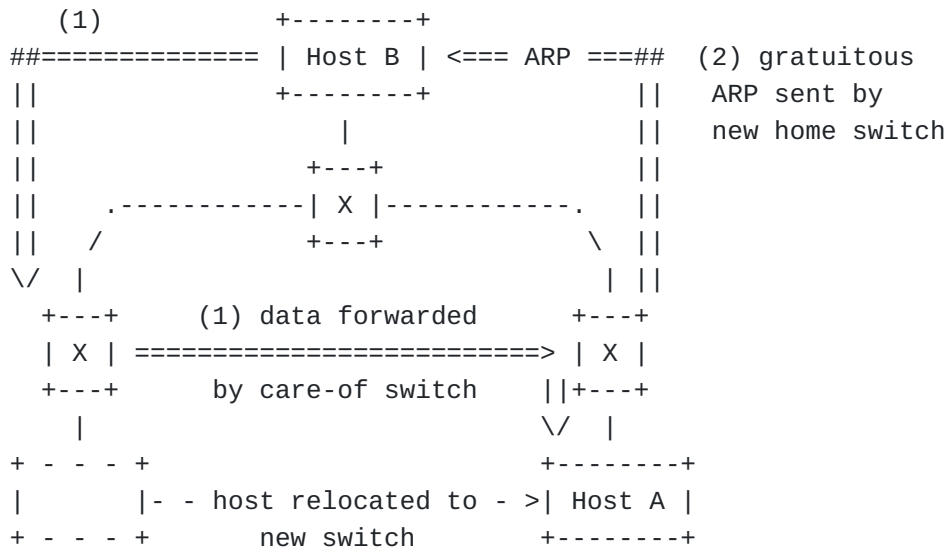 (1) +--------+
##============== | Host B | <=== ARP ===## (2) gratuitous
|| +--------+ || ARP sent by
|| | || new home switch
|| +---+ ||
|| .------------| X |------------. ||
|| / +---+ \ ||
\/ | | ||
+---+ (1) data forwarded +---+
| X | ==========================> | X |
+---+ by care-of switch ||+---+
| \/ |
+ - - - + +--------+
| |- - host relocated to - >| Host A |
+ - - - + new switch +--------+